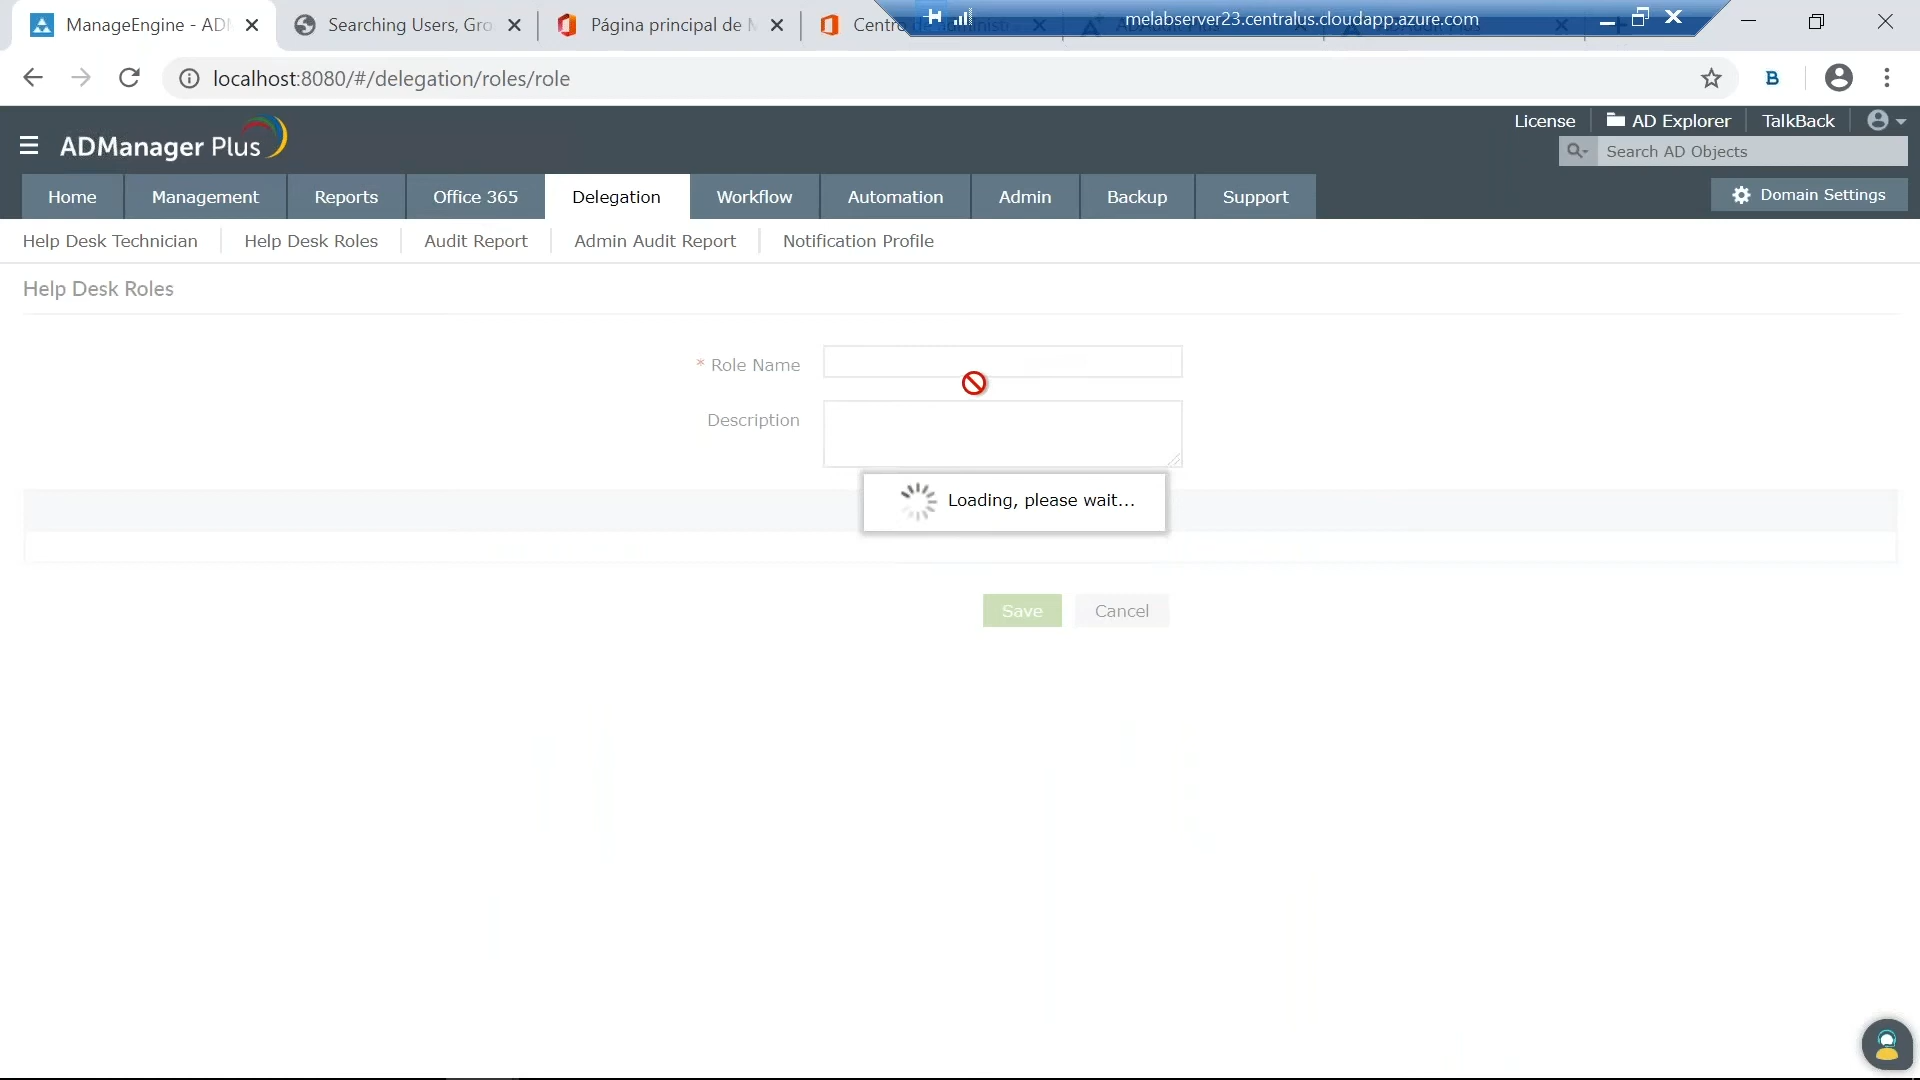 ManageEngine - AD
Searching Users, Gro
Página principal de M
Centro
melabserver23.centralus.cloudapp.azure.com
localhost:8080/#/delegation/roles/role
B
License
AD Explorer
TalkBack
ADManager Plus
Search AD Objects
Home
Management
Reports
Office 365
Delegation
Workflow
Automation
Admin
Backup
Support
Domain Settings
Help Desk Technician
Help Desk Roles
Audit Report
Admin Audit Report
Notification Profile
Help Desk Roles
* Role Name
Description
Loading, please wait...
Save
Cancel